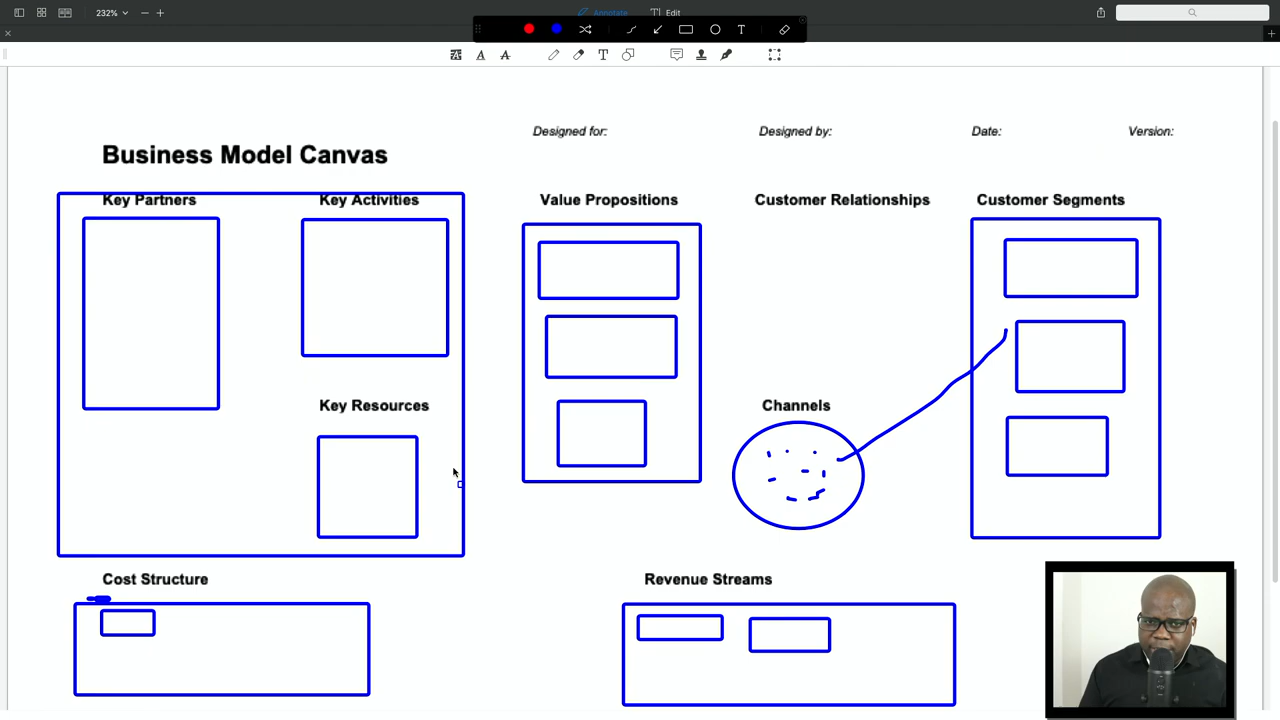 232%
Annotate
Edit
T
A
A
A
T
Designed for:
Designed by:
Date:
Version:
Business Model Canvas
Key Partners
Key Activities
Value Propositions
Customer Relationships
Customer Segments
Key Resources
Channels
Cost Structure
Revenue Streams